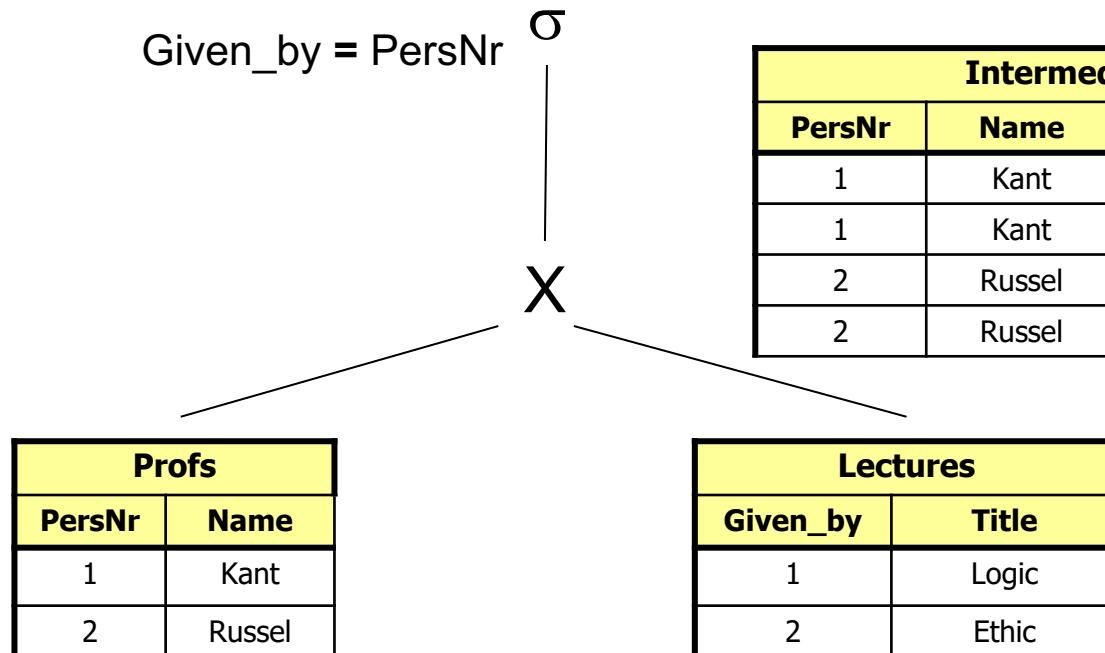 σ
Given_by = PersNr
Intermed
PersNr Name
1 Kant
1 Kant
2 Russel
2 Russel
X
Profs
PersNr Name
1 Kant
2 Russel
Lectures
Given_by Title
1 Logic
2 Ethic